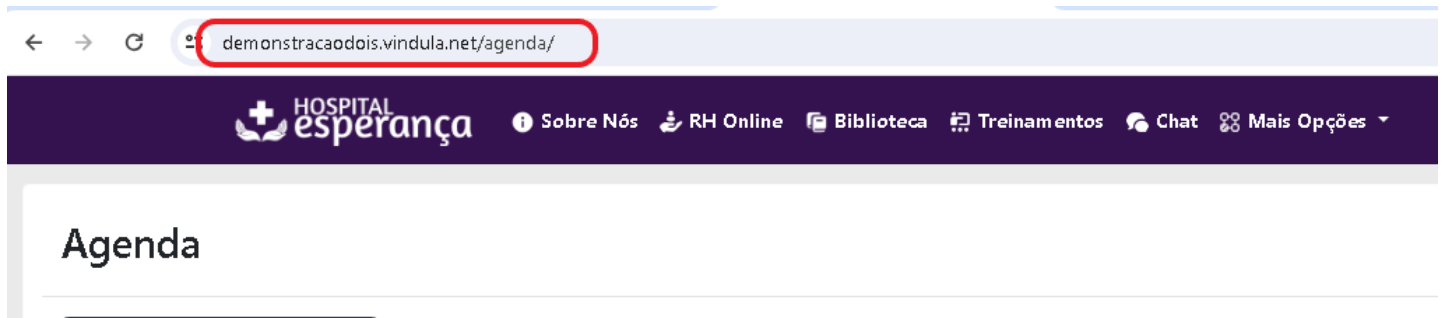 demonstracaodois.vindula.net/agenda/
HOSPITAL
esperança
Sobre Nós RH Online Biblioteca Treinamentos Chat Mais Opções
Agenda